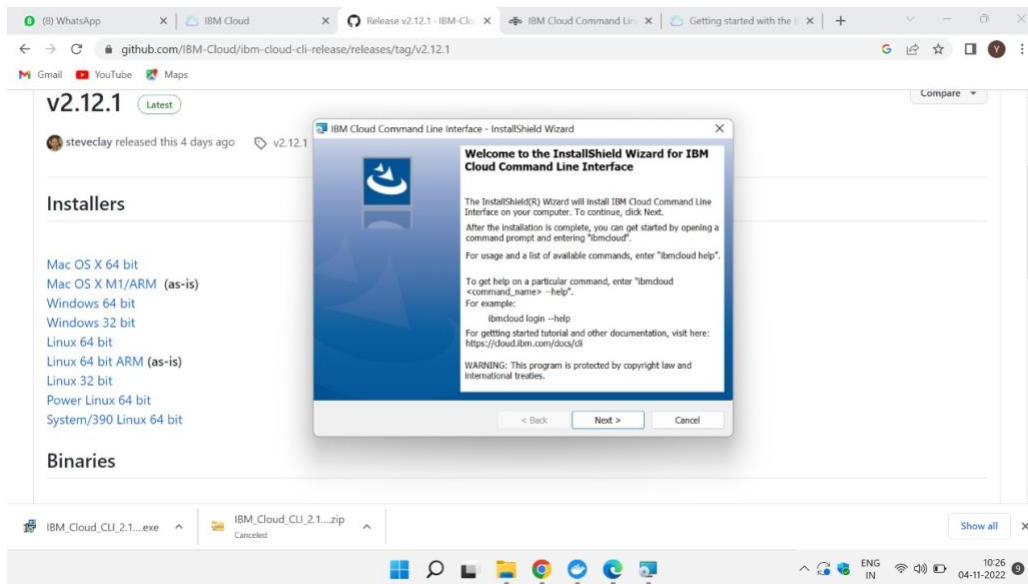 (8) WhatsApp
IBM Cloud
Release v2.12.1 · IBM-Clo
IBM Cloud Command Lin
Getting started with the
github.com/IBM-Cloud/ibm-cloud-cli-release/releases/tag/v2.12.1
Gmail YouTube Maps
v2.12.1 Latest
Compare
steveclay released this 4 days ago v2.12.1
Installers
Mac OS X 64 bit
Mac OS X M1/ARM (as-is)
Windows 64 bit
Windows 32 bit
Linux 64 bit
Linux 64 bit ARM (as-is)
Linux 32 bit
Power Linux 64 bit
System/390 Linux 64 bit
Binaries
IBM Cloud Command Line Interface - InstallShield Wizard
Welcome to the InstallShield Wizard for IBM
Cloud Command Line Interface
The InstallShield(R) Wizard will install IBM Cloud Command Line
Interface on your computer. To continue, click Next.
After the installation is complete, you can get started by opening a
command prompt and entering "ibmcloud".
For usage and a list of available commands, enter "ibmcloud help".
To get help on a particular command, enter "ibmcloud
<command_name> --help".
For example:
ibmcloud login --help
For gettting started tutorial and other documentation, visit here:
https://cloud.ibm.com/docs/cli
WARNING: This program is protected by copyright law and
international treaties.
< Back Next > Cancel
IBM_Cloud_CLI_2.1....exe
IBM_Cloud_CLI_2.1....zip
Canceled
Show all
ENG
IN
10:26
04-11-2022
9